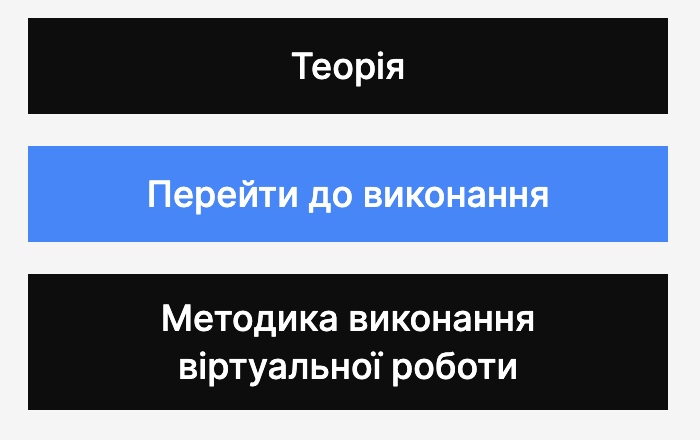 Теорія
Перейти до виконання
Методика виконання
віртуальної роботи